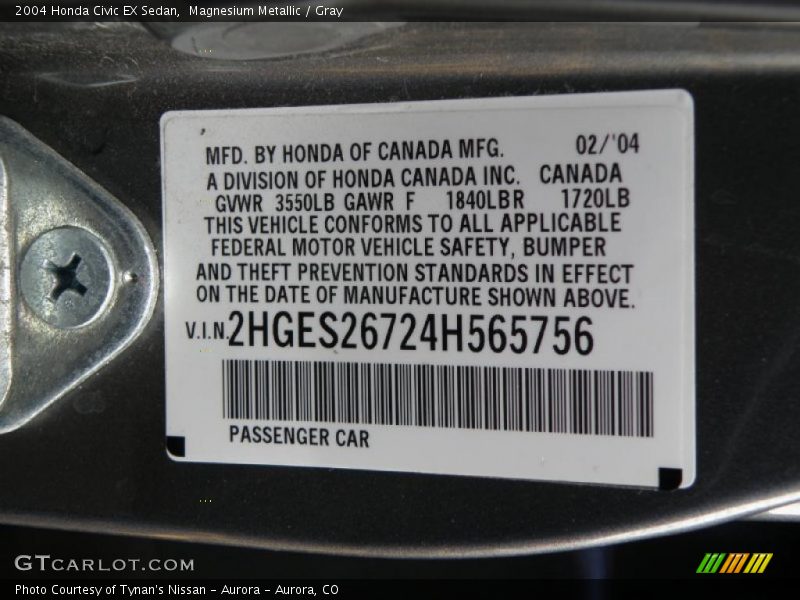 2004 Honda Civic EX Sedan, Magnesium Metallic / Gray
MFD. BY HONDA OF CANADA MFG. 02/'04
A DIVISION OF HONDA CANADA INC. CANADA
GVWR 3550LB GAWR F 1840LB R 1720LB
THIS VEHICLE CONFORMS TO ALL APPLICABLE
FEDERAL MOTOR VEHICLE SAFETY, BUMPER
AND THEFT PREVENTION STANDARDS IN EFFECT
ON THE DATE OF MANUFACTURE SHOWN ABOVE.
V.I.N. 2HGES26724H565756
PASSENGER CAR
GTCARLOT.COM
Photo Courtesy of Tynan's Nissan - Aurora - Aurora, CO